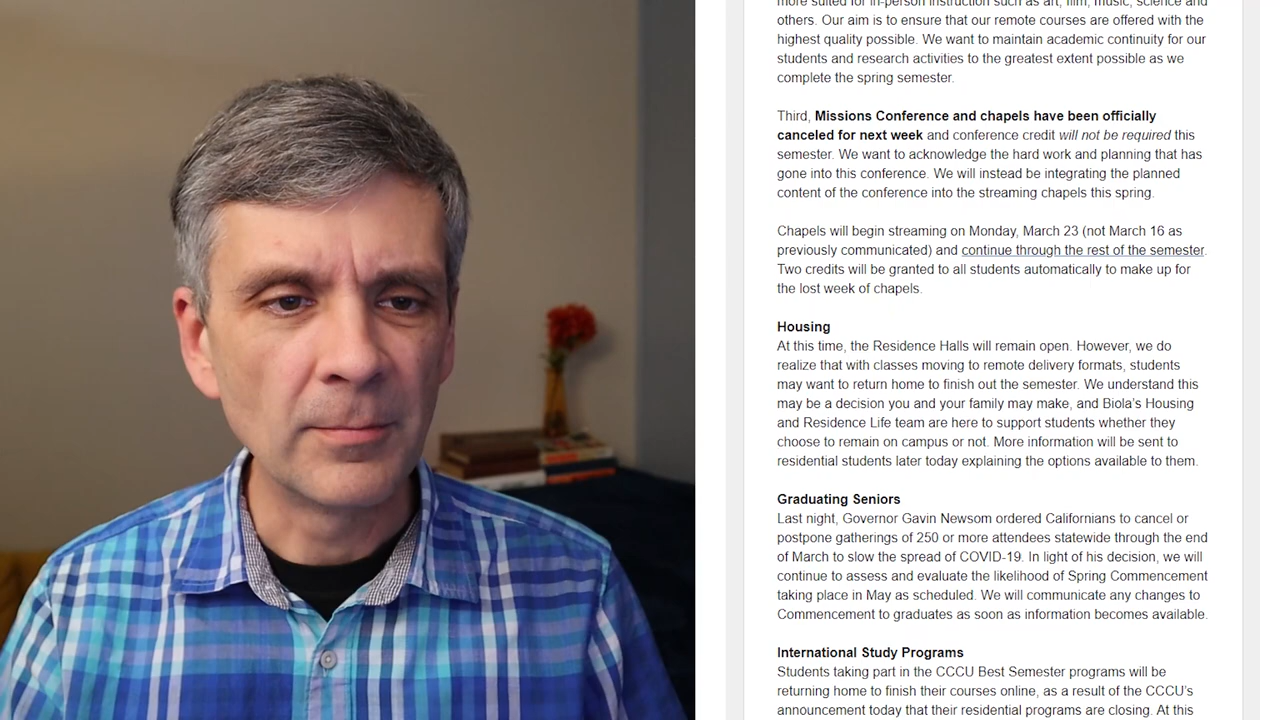 more suited for in-person instruction such as art, film, music, science and
others. Our aim is to ensure that our remote courses are offered with the
highest quality possible. We want to maintain academic continuity for our
students and research activities to the greatest extent possible as we
complete the spring semester.
Third, Missions Conference and chapels have been officially
canceled for next week and conference credit will not be required this
semester. We want to acknowledge the hard work and planning that has
gone into this conference. We will instead be integrating the planned
content of the conference into the streaming chapels this spring.
Chapels will begin streaming on Monday, March 23 (not March 16 as
previously communicated) and continue through the rest of the semester.
Two credits will be granted to all students automatically to make up for
the lost week of chapels.
Housing
At this time, the Residence Halls will remain open. However, we do
realize that with classes moving to remote delivery formats, students
may want to return home to finish out the semester. We understand this
may be a decision you and your family may make, and Biola's Housing
and Residence Life team are here to support students whether they
choose to remain on campus or not. More information will be sent to
residential students later today explaining the options available to them.
Graduating Seniors
Last night, Governor Gavin Newsom ordered Californians to cancel or
postpone gatherings of 250 or more attendees statewide through the end
of March to slow the spread of COVID-19. In light of his decision, we will
continue to assess and evaluate the likelihood of Spring Commencement
taking place in May as scheduled. We will communicate any changes to
Commencement to graduates as soon as information becomes available.
International Study Programs
Students taking part in the CCCU Best Semester programs will be
returning home to finish their courses online, as a result of the CCCU's
announcement today that their residential programs are closing. At this